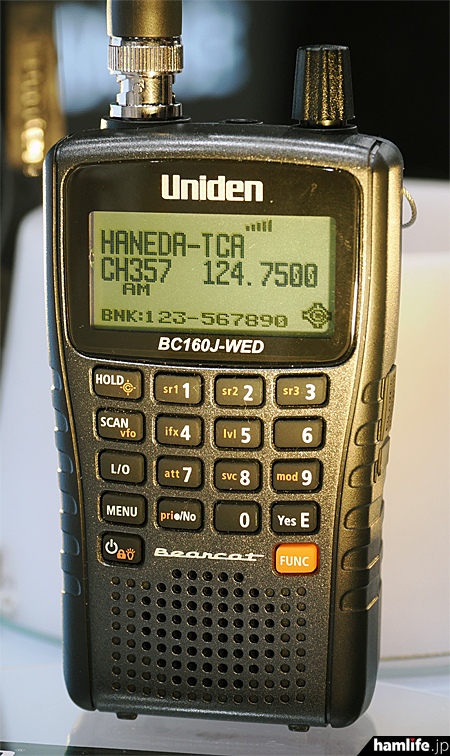 Uniden
HANEDA-TCA
CH357 124.7500
AM
BNK:123-567890
BC160J-WED
HOLD sr1 1 sr2 2 sr3 3
SCAN vfo ifx 4 lvl 5 6
L/O att 7 svc 8 mod 9
MENU pri●/No 0 Yes E
Bearcat FUNC
hamlife.jp